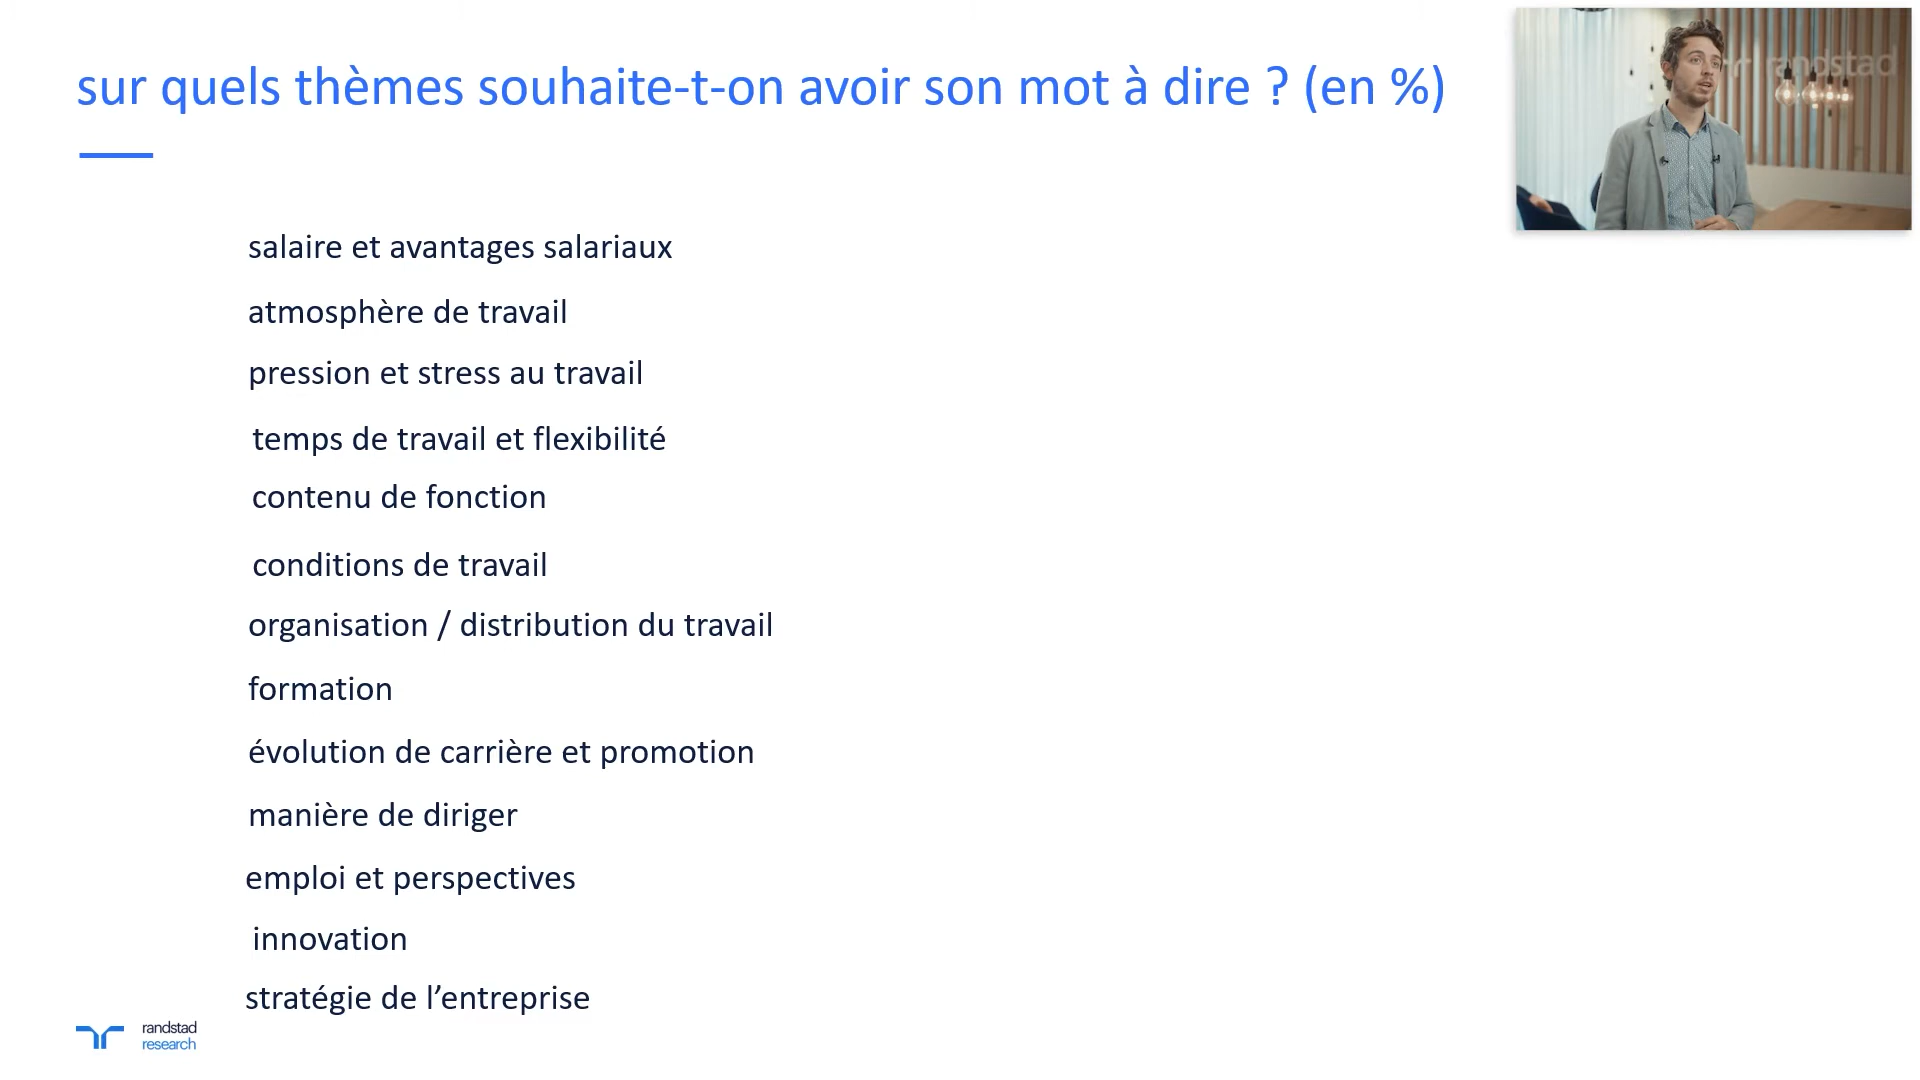 sur quels thèmes souhaite-t-on avoir son mot à dire ? (en %)
randstad
salaire et avantages salariaux
atmosphère de travail
pression et stress au travail
temps de travail et flexibilité
contenu de fonction
conditions de travail
organisation / distribution du travail
formation
évolution de carrière et promotion
manière de diriger
emploi et perspectives
innovation
stratégie de l’entreprise
randstad
research